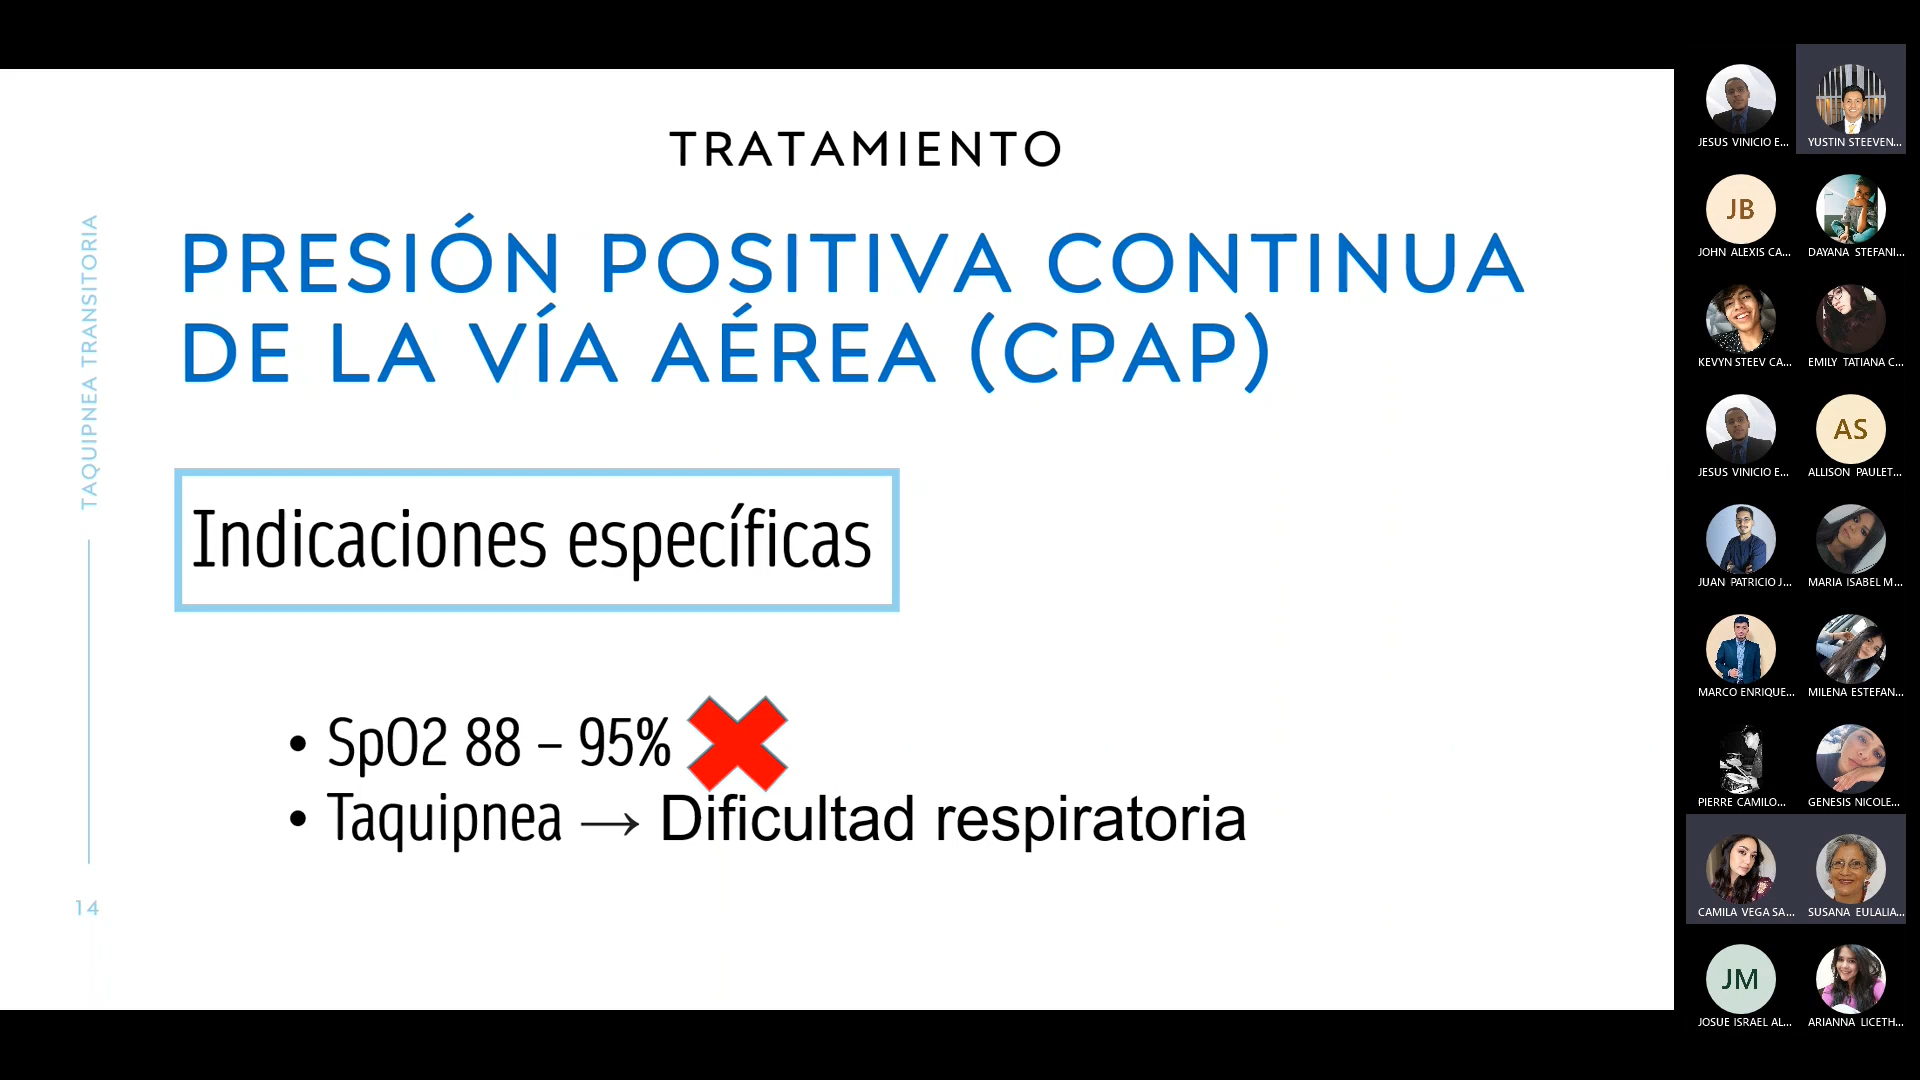 TRATAMIENTO
PRESIÓN POSITIVA CONTINUA
DE LA VÍA AÉREA (CPAP)
Indicaciones específicas
• SpO2 88 – 95%
• Taquipnea → Dificultad respiratoria
TAQUIPNEA TRANSITORIA
14
JESUS VINICIO E...
YUSTIN STEEVEN...
JB
JOHN ALEXIS CA...
DAYANA STEFANI...
KEVYN STEEV CA...
EMILY TATIANA C...
JESUS VINICIO E...
AS
ALLISON PAULET...
JUAN PATRICIO J...
MARIA ISABEL M...
MARCO ENRIQUE...
MILENA ESTEFAN...
PIERRE CAMILO...
GENESIS NICOLE...
CAMILA VEGA SA...
SUSANA EULALIA...
JM
JOSUE ISRAEL AL...
ARIANNA LICETH...